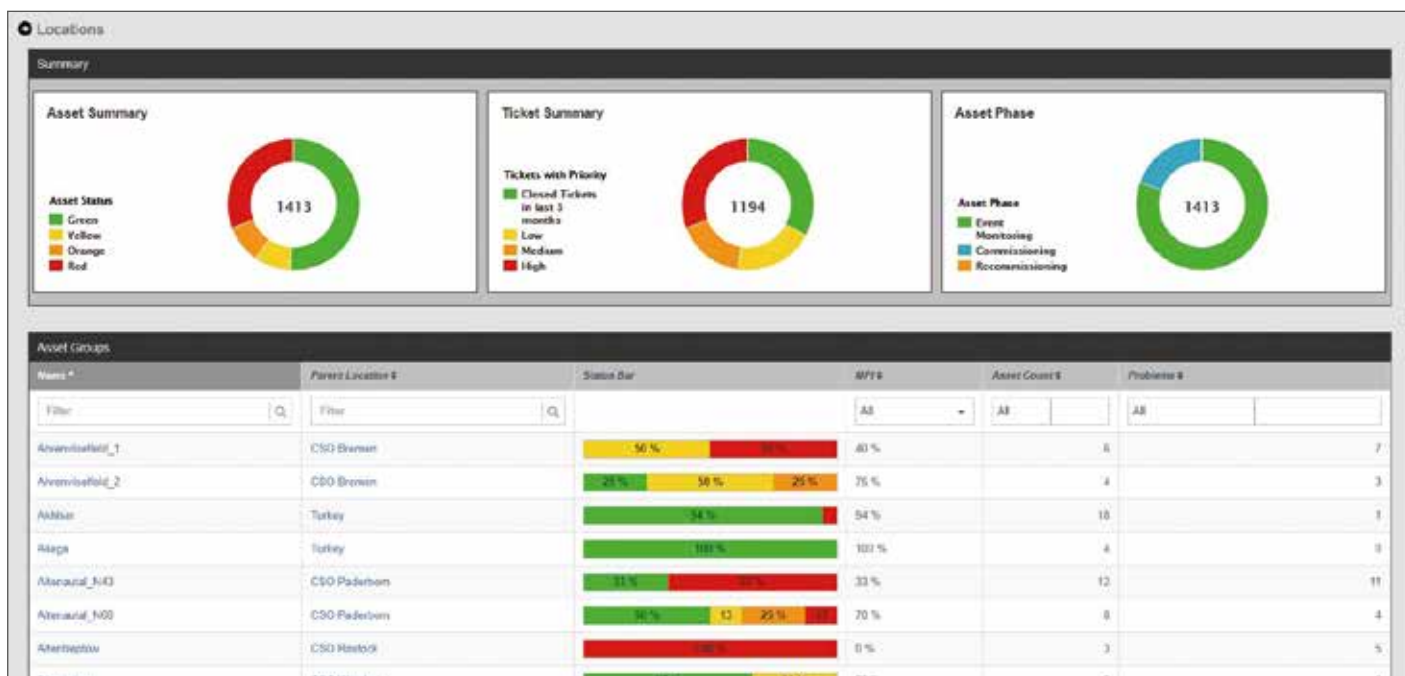 Locations
Summary
Asset Summary
Asset Status
Green
Yellow
Orange
Red
1413
Ticket Summary
Tickets with Priority
Closed Tickets
in last 3
months
Low
Medium
High
1194
Asset Phase
Asset Phase
Event
Monitoring
Commissioning
Recommissioning
1413
Asset Groups
Name Parent Location Status Bar MPI Asset Count Problems
Filter Filter All All All
CSO Bremen 50 % 40 % 6 7
CSO Bremen 25 % 50 % 25 % 75 % 4 3
Turkey 94 % 94 % 18 1
Turkey 100 % 100 % 4 0
Altenautal_N43 CSO Paderborn 33 % 33 % 12 11
CSO Paderborn 50 % 13 25 % 70 % 8 4
CSO Rostock 100 % 0 % 3 5